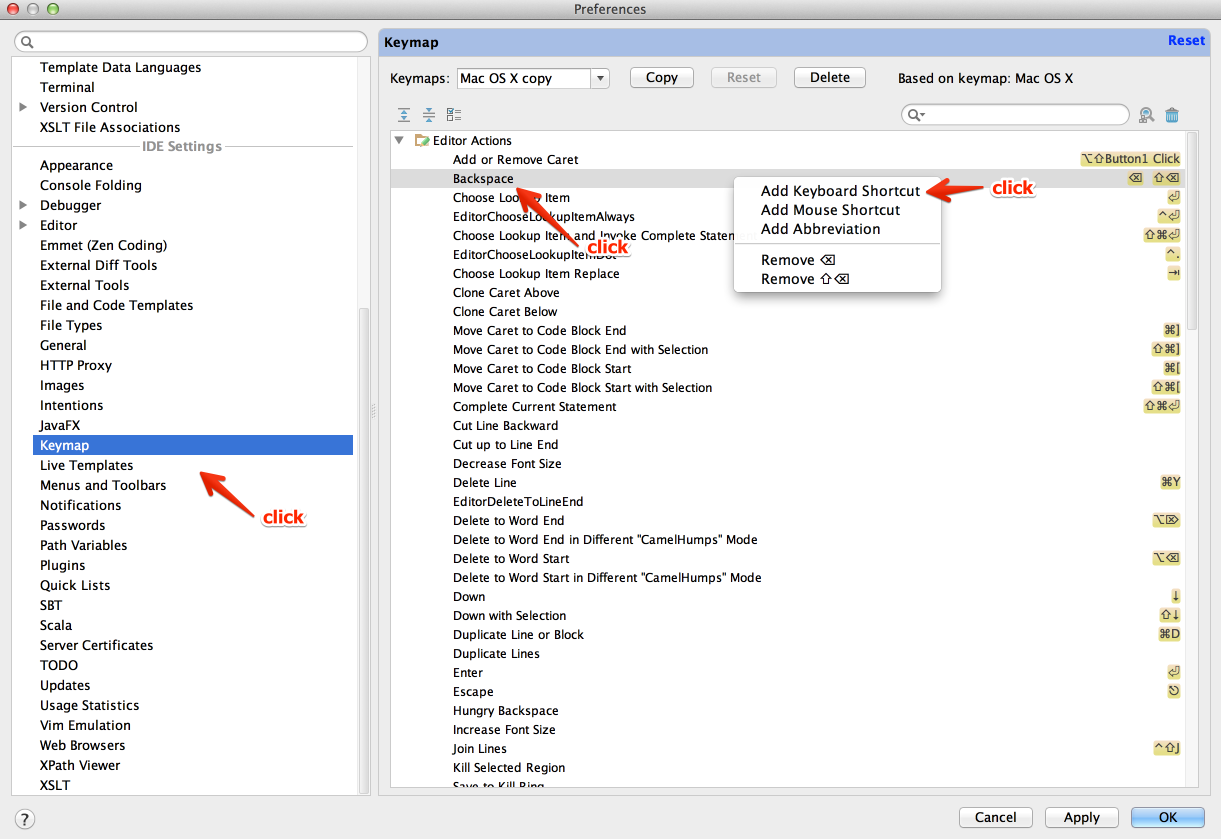 Preferences
Template Data Languages
Terminal
Version Control
XSLT File Associations
IDE Settings
Appearance
Console Folding
Debugger
Editor
Emmet (Zen Coding)
External Diff Tools
External Tools
File and Code Templates
File Types
General
HTTP Proxy
Images
Intentions
JavaFX
Keymap
Live Templates
Menus and Toolbars
Notifications
Passwords
Path Variables
Plugins
Quick Lists
SBT
Scala
Server Certificates
TODO
Updates
Usage Statistics
Vim Emulation
Web Browsers
XPath Viewer
XSLT
click
Keymap Reset
Keymaps: Mac OS X copy Copy Reset Delete Based on keymap: Mac OS X
Editor Actions
Add or Remove Caret ⌥⇧Button1 Click
Backspace ⌫ ⇧⌫
Choose Lookup Item ⏎
EditorChooseLookupItemAlways ^⏎
Choose Lookup Item and Invoke Complete Statem ⇧⌘⏎
EditorChooseLookupItemDot ^.
Choose Lookup Item Replace ⇥
Clone Caret Above
Clone Caret Below
Move Caret to Code Block End ⌘]
Move Caret to Code Block End with Selection ⇧⌘]
Move Caret to Code Block Start ⌘[
Move Caret to Code Block Start with Selection ⇧⌘[
Complete Current Statement ⇧⌘⏎
Cut Line Backward
Cut up to Line End
Decrease Font Size
Delete Line ⌘Y
EditorDeleteToLineEnd
Delete to Word End ⌥⌦
Delete to Word End in Different "CamelHumps" Mode
Delete to Word Start ⌥⌫
Delete to Word Start in Different "CamelHumps" Mode
Down ↓
Down with Selection ⇧↓
Duplicate Line or Block ⌘D
Duplicate Lines
Enter ⏎
Escape ⎋
Hungry Backspace
Increase Font Size
Join Lines ^⇧J
Kill Selected Region
Save to Kill Ring
click
Add Keyboard Shortcut
Add Mouse Shortcut
Add Abbreviation
Remove ⌫
Remove ⇧⌫
click
? Cancel Apply OK